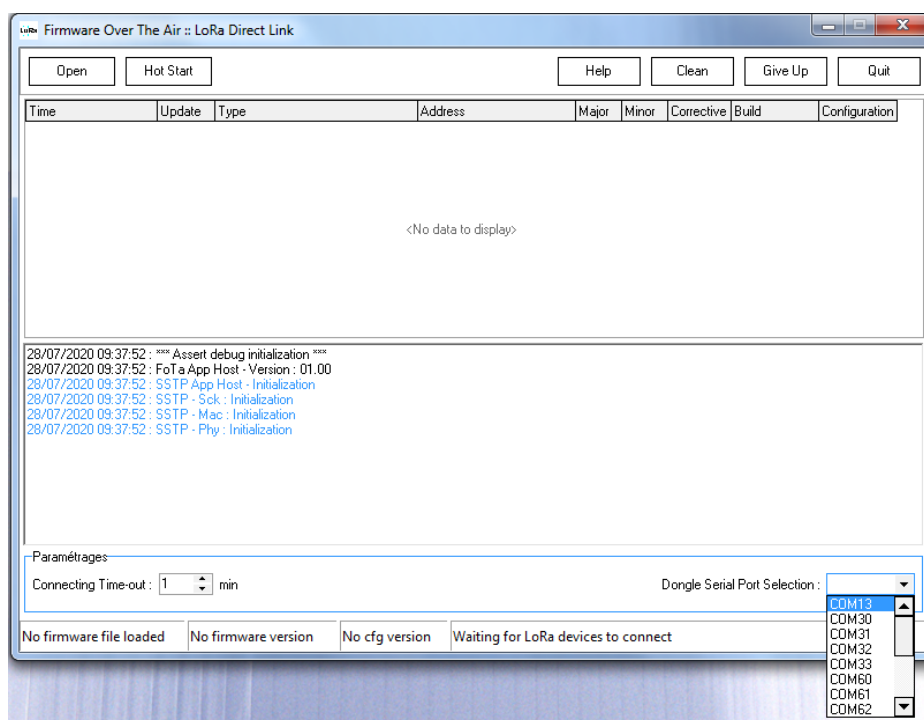 LoRa Firmware Over The Air :: LoRa Direct Link
Open Hot Start Help Clean Give Up Quit
Time Update Type Address Major Minor Corrective Build Configuration
<No data to display>
28/07/2020 09:37:52 : *** Assert debug initialization ***
28/07/2020 09:37:52 : FoTa App Host - Version : 01.00
28/07/2020 09:37:52 : SSTP App Host - Initialization
28/07/2020 09:37:52 : SSTP - Sck : Initialization
28/07/2020 09:37:52 : SSTP - Mac : Initialization
28/07/2020 09:37:52 : SSTP - Phy : Initialization
Paramétrages
Connecting Time-out : 1 min Dongle Serial Port Selection :
COM13
COM30
COM31
COM32
COM33
COM60
COM61
COM62
No firmware file loaded No firmware version No cfg version Waiting for LoRa devices to connect